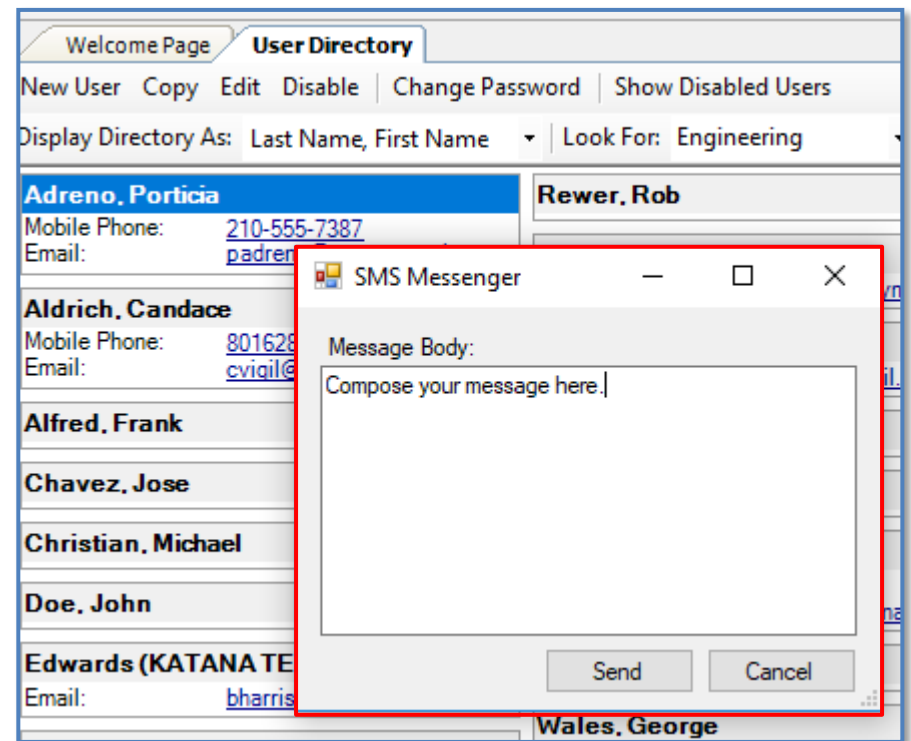 Welcome Page User Directory
New User Copy Edit Disable Change Password Show Disabled Users
Display Directory As: Last Name, First Name Look For: Engineering
Adreno, Porticia
Mobile Phone: 210-555-7387
Email:
Aldrich, Candace
Mobile Phone:
Email:
Alfred, Frank
Chavez, Jose
Christian, Michael
Doe, John
Edwards (KATANA
Email:
Rewer, Rob
SMS Messenger
Message Body:
Compose your message here.
Send Cancel
Wales, George